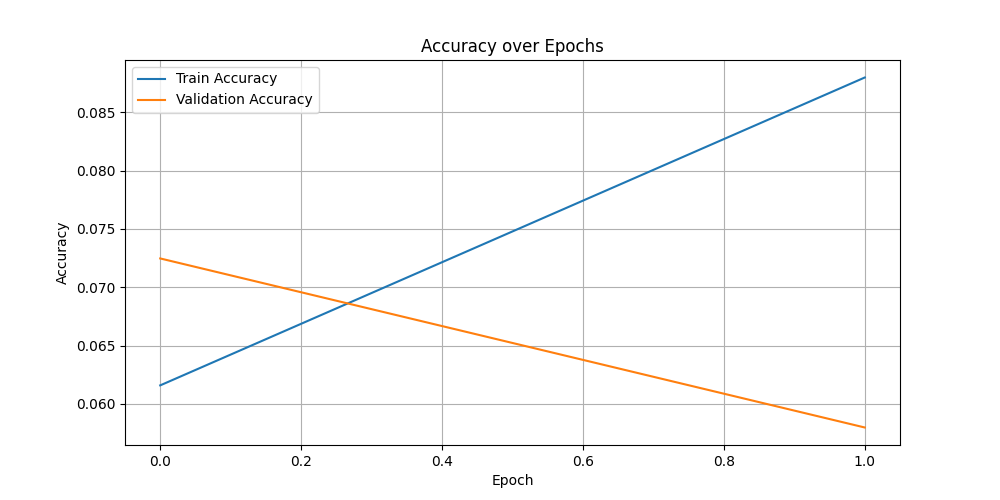 Accuracy over Epochs
Train Accuracy
Validation Accuracy
0.085
0.080
0.075
0.070
0.065
0.060
Accuracy
0.0 0.2 0.4 0.6 0.8 1.0
Epoch